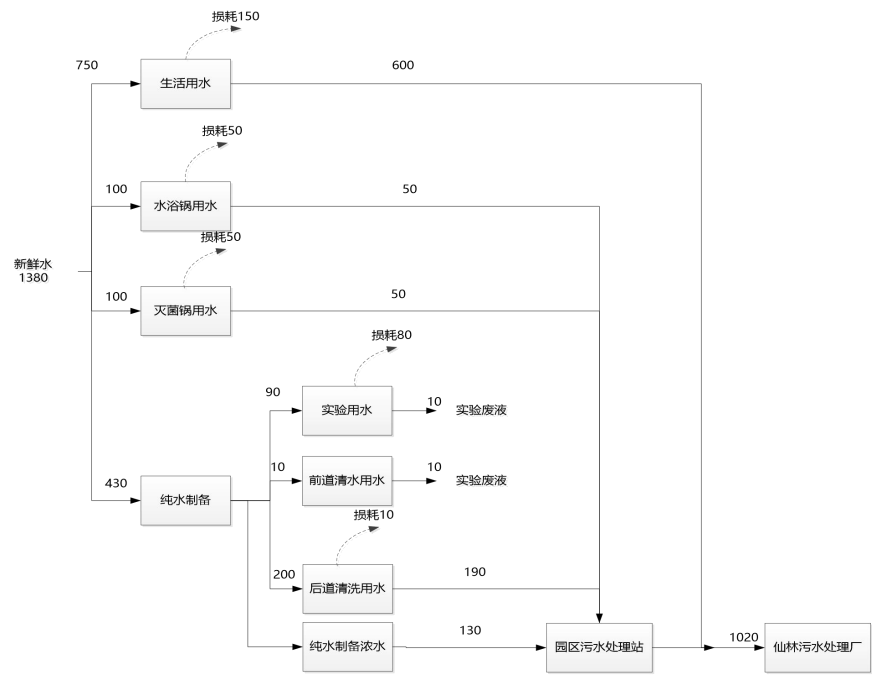 损耗150
750
600
生活用水
损耗50
100
50
水浴锅用水
损耗50
新鲜水
1380
100
50
灭菌锅用水
损耗80
90
10
实验用水
实验废液
10
10
前道清水用水
实验废液
430
纯水制备
损耗10
200
190
后道清洗用水
130
纯水制备浓水
园区污水处理站
1020
仙林污水处理厂